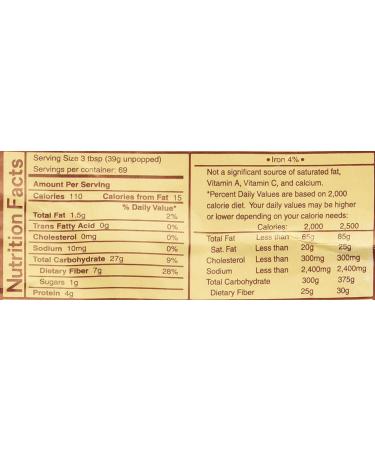 Nutrition Facts
Serving Size 3 tbsp (39g unpopped)
Servings per container: 69
Amount Per Serving
Calories 110 Calories from Fat 15
% Daily Value*
Total Fat 1.5g 2%
Trans Fatty Acid 0g 0%
Cholesterol 0mg 0%
Sodium 10mg 0%
Total Carbohydrate 27g 9%
Dietary Fiber 7g 28%
Sugars 1g
Protein 4g
• Iron 4% •
Not a significant source of saturated fat,
Vitamin A, Vitamin C, and calcium.
*Percent Daily Values are based on 2,000
calorie diet. Your daily values may be higher
or lower depending on your calorie needs:
Calories: 2,000 2,500
Total Fat Less than 65g 85g
Sat. Fat Less than 20g 25g
Cholesterol Less than 300mg 300mg
Sodium Less than 2,400mg 2,400mg
Total Carbohydrate 300g 375g
Dietary Fiber 25g 30g